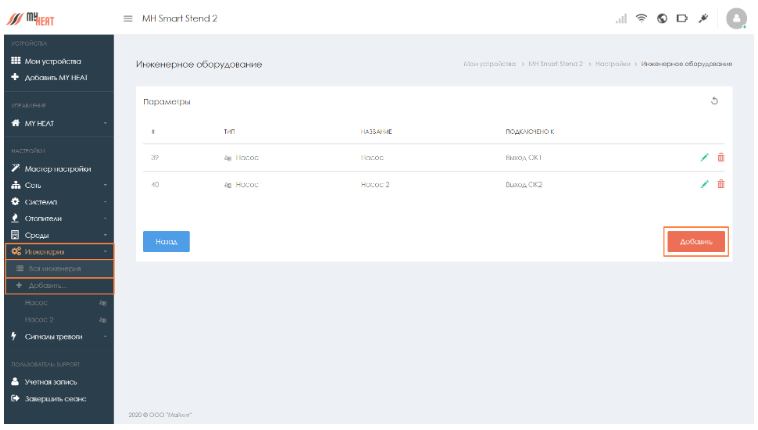 MY HEAT
MH Smart Stend 2
УСТРОЙСТВА
Мои устройства
Добавить MY HEAT
УПРАВЛЕНИЕ
MY HEAT
НАСТРОЙКИ
Мастер настройки
Сеть
Система
Отопители
Среды
Инженерия
Вся инженерия
Добавить...
Насос
Насос 2
Сигналы тревоги
ПОЛЬЗОВАТЕЛЬ SUPPORT
Учетная запись
Завершить сеанс
Инженерное оборудование
Мои устройства > MH Smart Stend 2 > Настройки > Инженерное оборудование
Параметры
# ТИП НАЗВАНИЕ ПОДКЛЮЧЕНО К
39 Насос Насос Выход ОК1
40 Насос Насос 2 Выход ОК2
Назад
Добавить
2020 © ООО "Майхит"